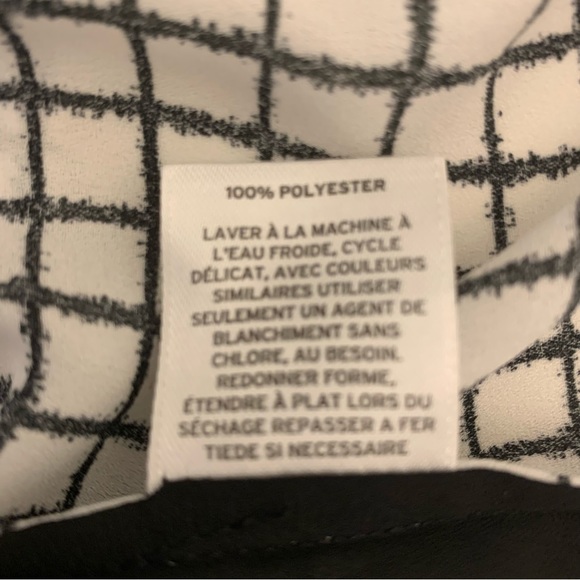 100% POLYESTER
LAVER À LA MACHINE À
L'EAU FROIDE, CYCLE
DÉLICAT, AVEC COULEURS
SIMILAIRES UTILISER
SEULEMENT UN AGENT DE
BLANCHIMENT SANS
CHLORE, AU BESOIN.
REDONNER FORME,
ÉTENDRE À PLAT LORS DU
SÉCHAGE REPASSER A FER
TIEDE SI NECESSAIRE